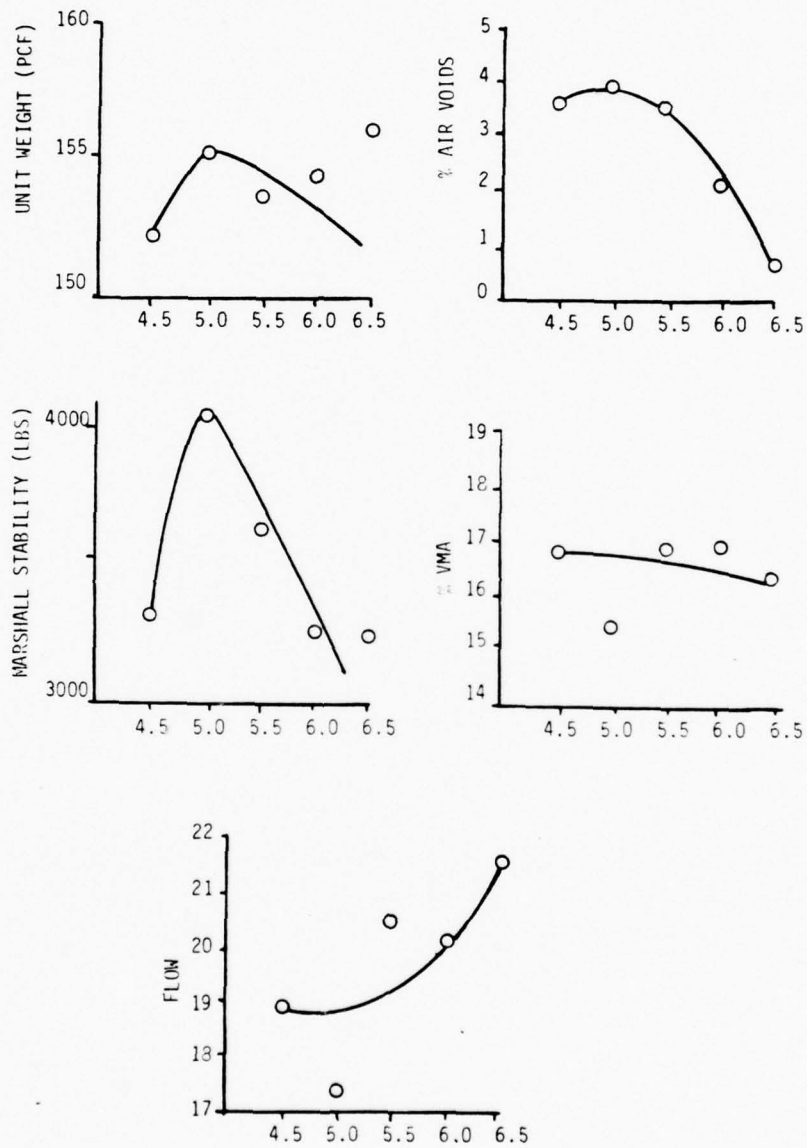 UNIT WEIGHT (PCF)
160
155
150
4.5 5.0 5.5 6.0 6.5
% AIR VOIDS
5
4
3
2
1
0
4.5 5.0 5.5 6.0 6.5
MARSHALL STABILITY (LBS)
4000
3000
4.5 5.0 5.5 6.0 6.5
% VMA
19
18
17
16
15
14
4.5 5.0 5.5 6.0 6.5
FLOW
22
21
20
19
18
17
4.5 5.0 5.5 6.0 6.5